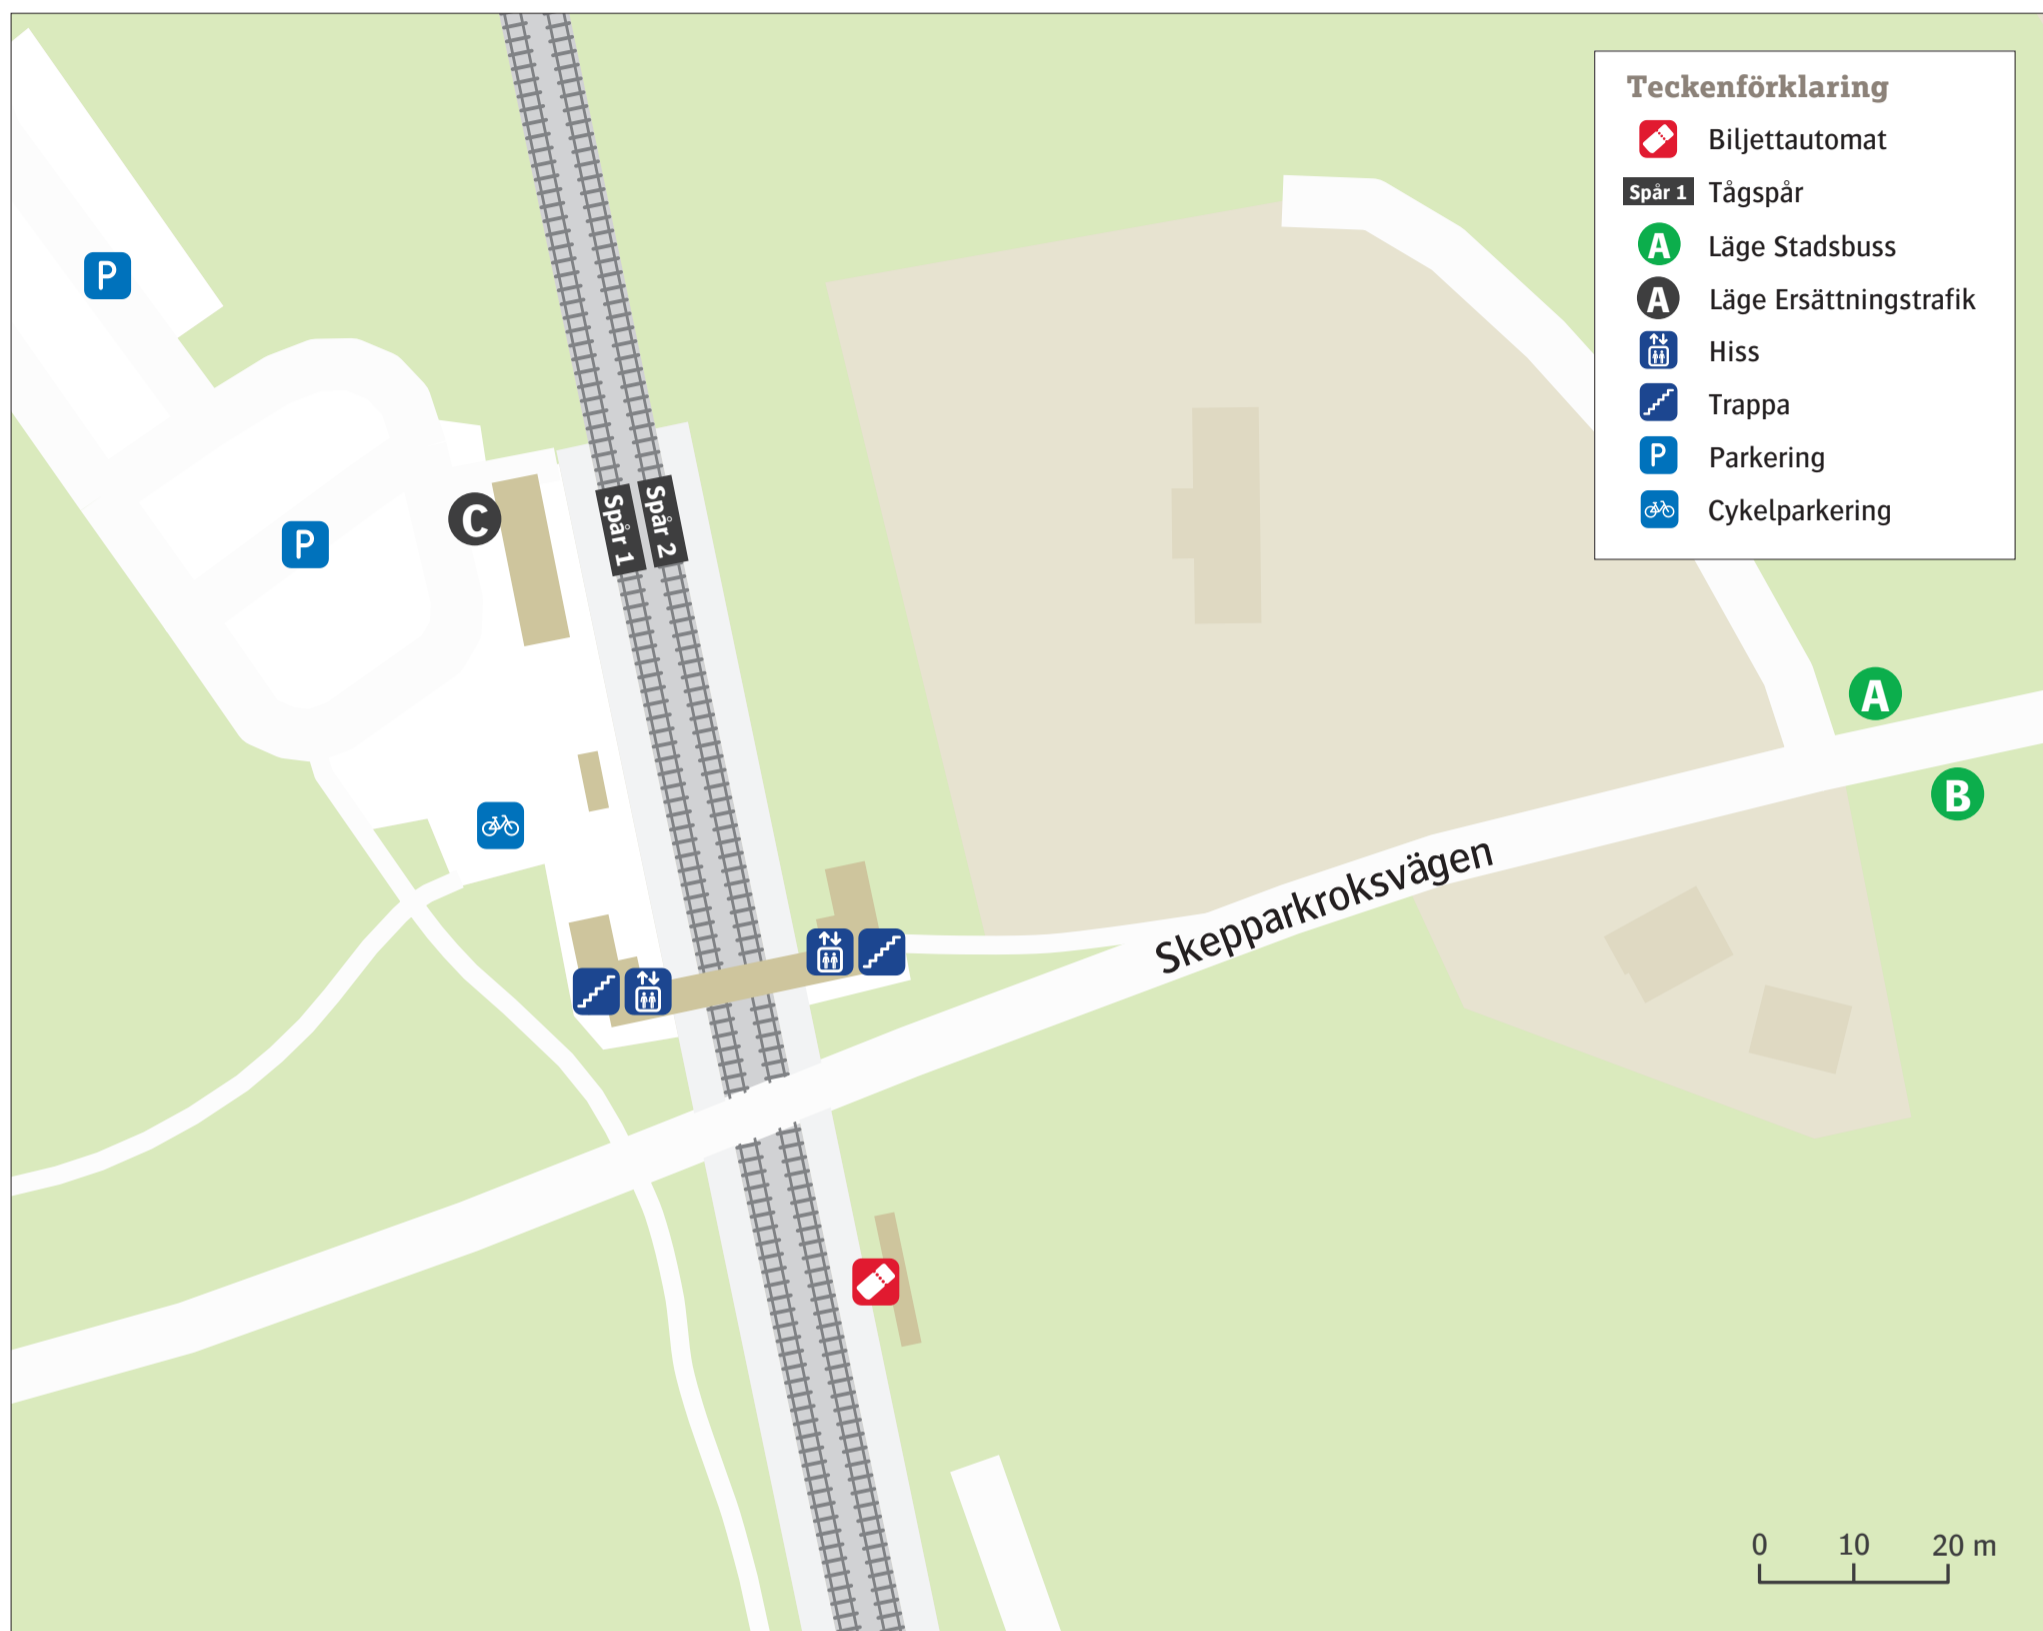 Teckenförklaring
Biljettautomat
Spår 1 Tågspår
A Läge Stadsbuss
A Läge Ersättningstrafik
Hiss
Trappa
P Parkering
Cykelparkering
P
P
C
Spår 1
Spår 2
A
B
Skepparkroksvägen
0 10 20 m